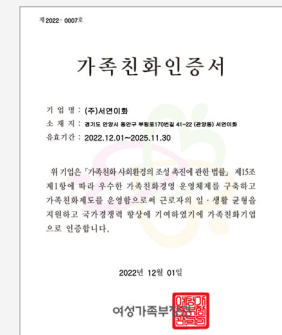 제 2022 - 0007호
가족친화인증서
기 업 명 : (주)서연이화
소 재 지 : 경기도 안양시 동안구 부림로170번길 41-22 (관양동) 서연이화
유효기간 : 2022.12.01~2025.11.30
위 기업은 「가족친화 사회환경의 조성 촉진에 관한 법률」 제15조
제1항에 따라 우수한 가족친화경영 운영체제를 구축하고
가족친화제도를 운영함으로써 근로자의 일 · 생활 균형을
지원하고 국가경쟁력 향상에 기여하였기에 가족친화기업
으로 인증합니다.
2022년 12월 01일
여성가족부장관